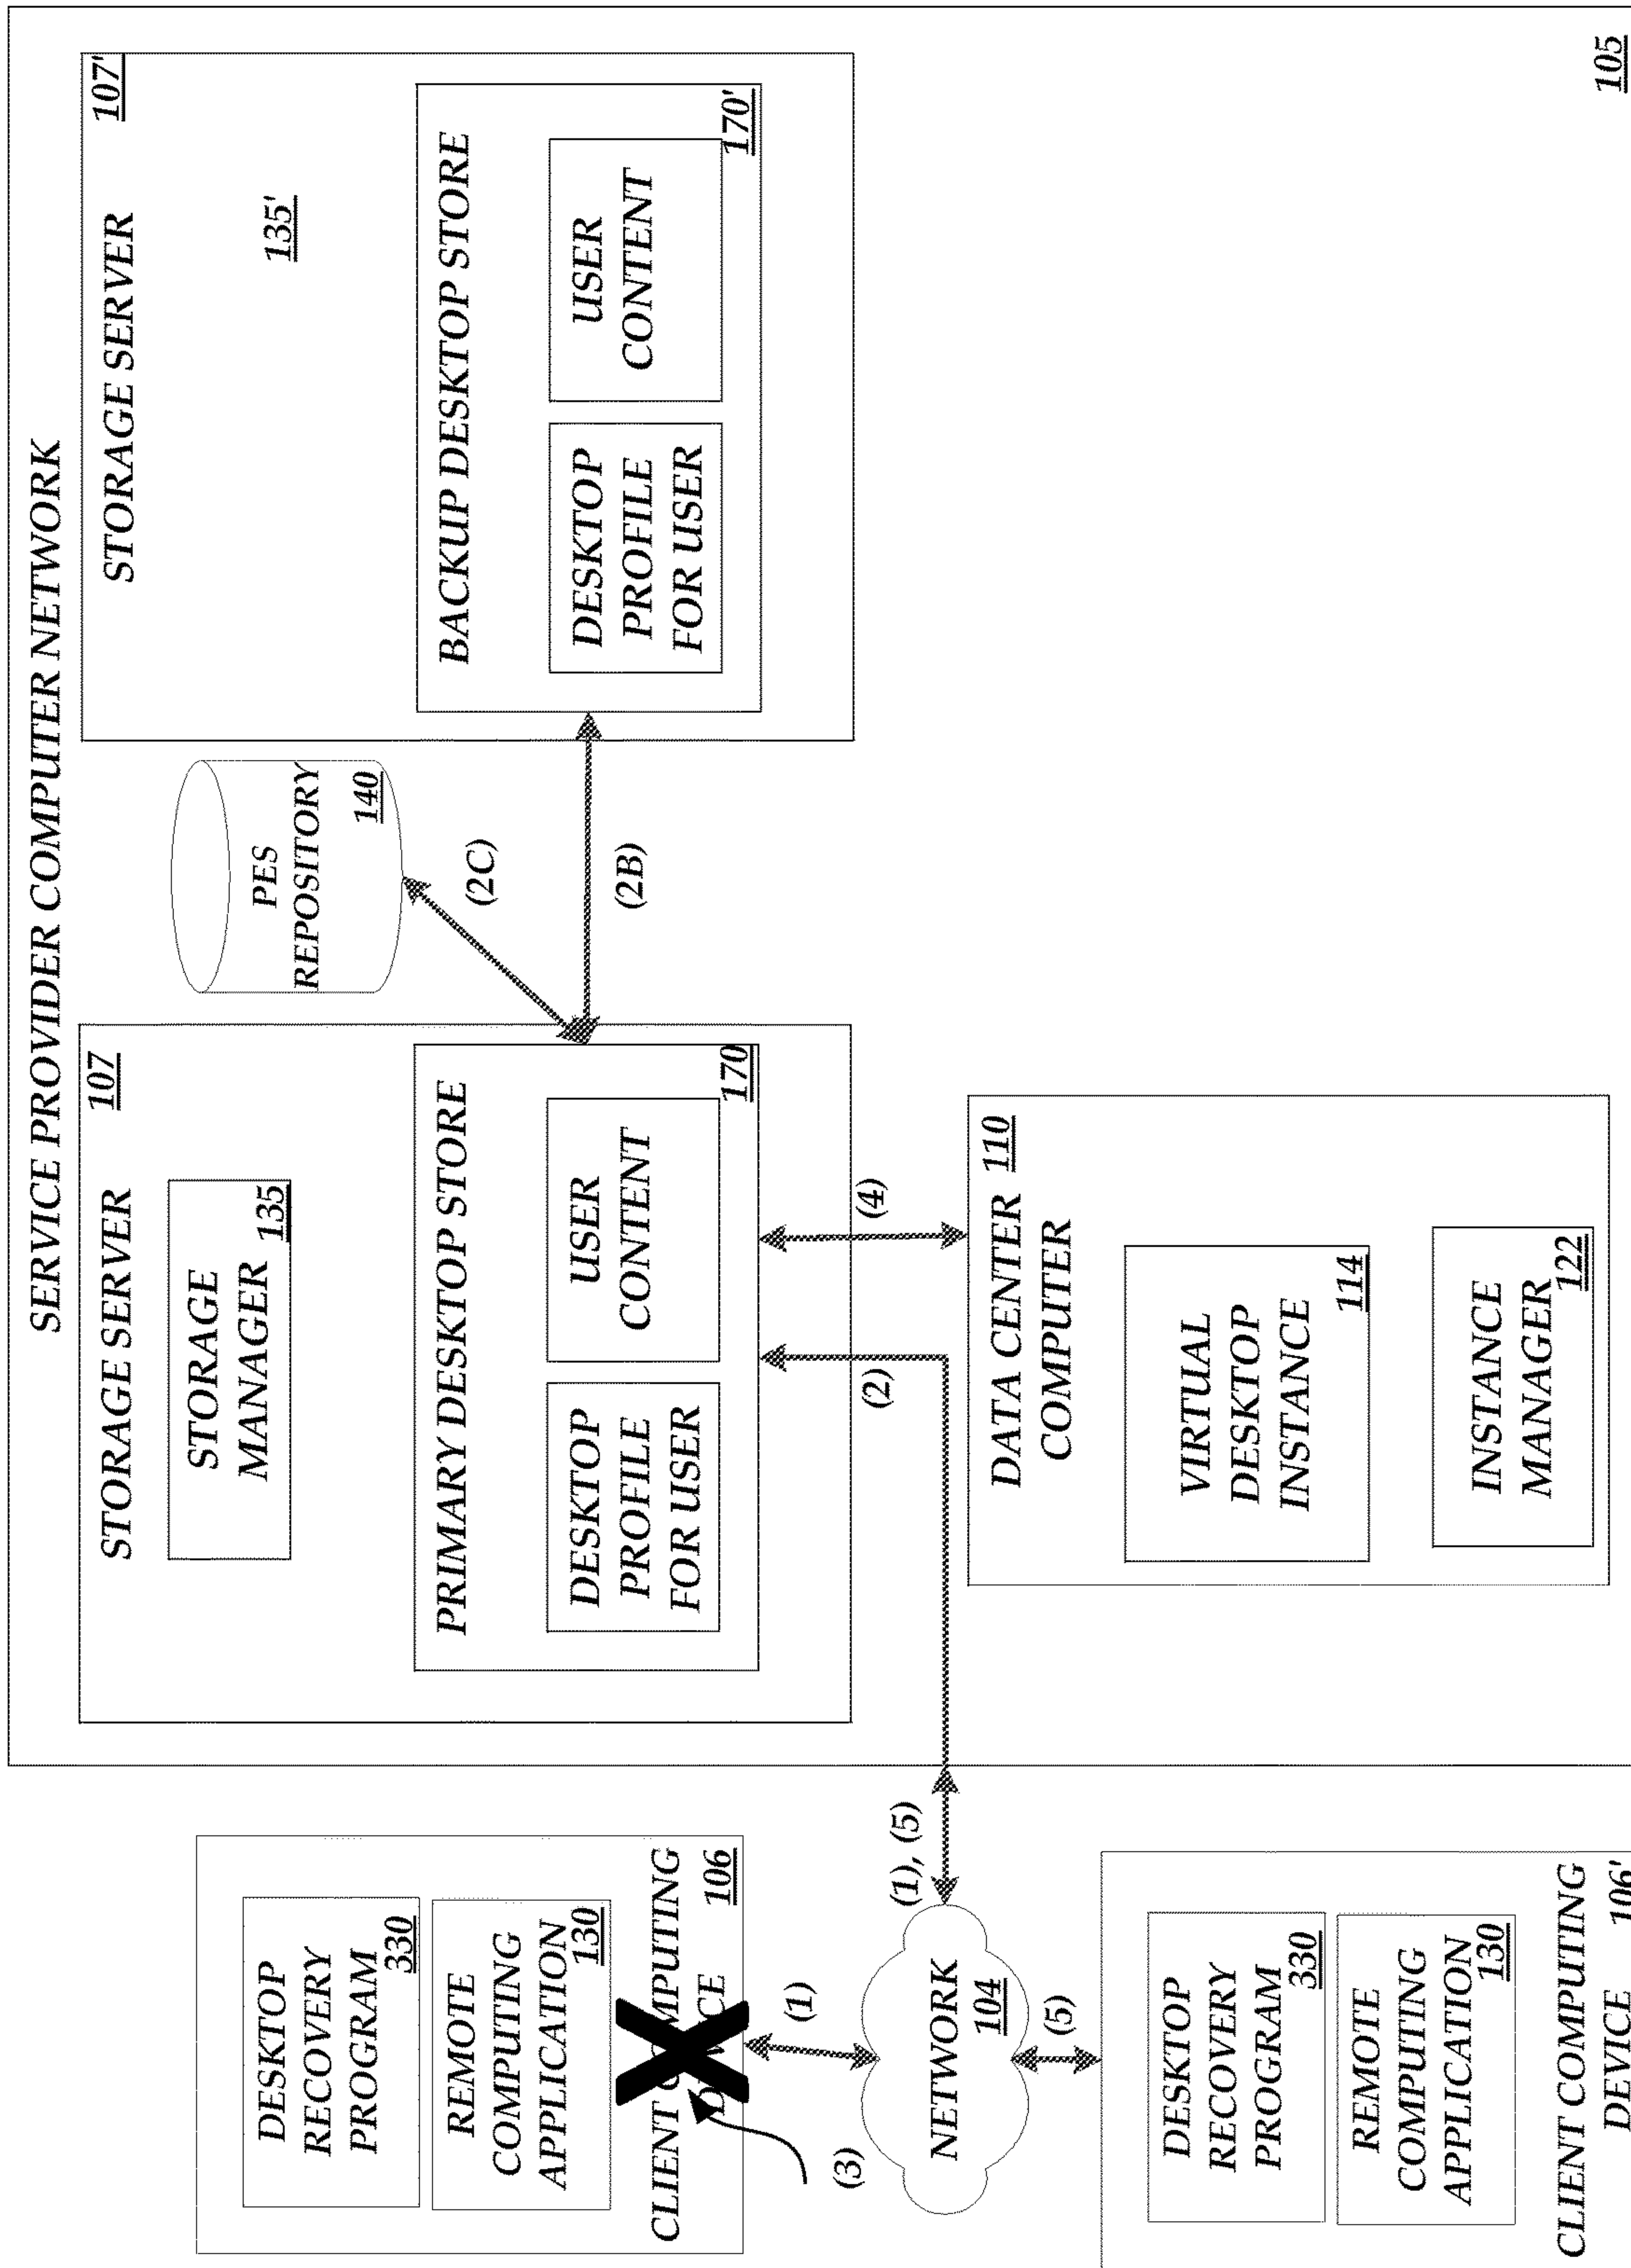 SERVICE PROVIDER COMPUTER NETWORK
DESKTOP
RECOVERY
PROGRAM
330
REMOTE
COMPUTING
APPLICATION
130
CLIENT COMPUTING
DEVICE
106
(3)
(1)
NETWORK
104
(1), (5)
(5)
DESKTOP
RECOVERY
PROGRAM
330
REMOTE
COMPUTING
APPLICATION
130
CLIENT COMPUTING
DEVICE
106'
STORAGE SERVER
107
STORAGE
MANAGER
135
PRIMARY DESKTOP STORE
DESKTOP
PROFILE
FOR USER
USER
CONTENT
170
(2)
(4)
DATA CENTER
COMPUTER
110
VIRTUAL
DESKTOP
INSTANCE
114
INSTANCE
MANAGER
122
PES
REPOSITORY
140
(2C)
(2B)
STORAGE SERVER
107'
135'
BACKUP DESKTOP STORE
DESKTOP
PROFILE
FOR USER
USER
CONTENT
170'
105